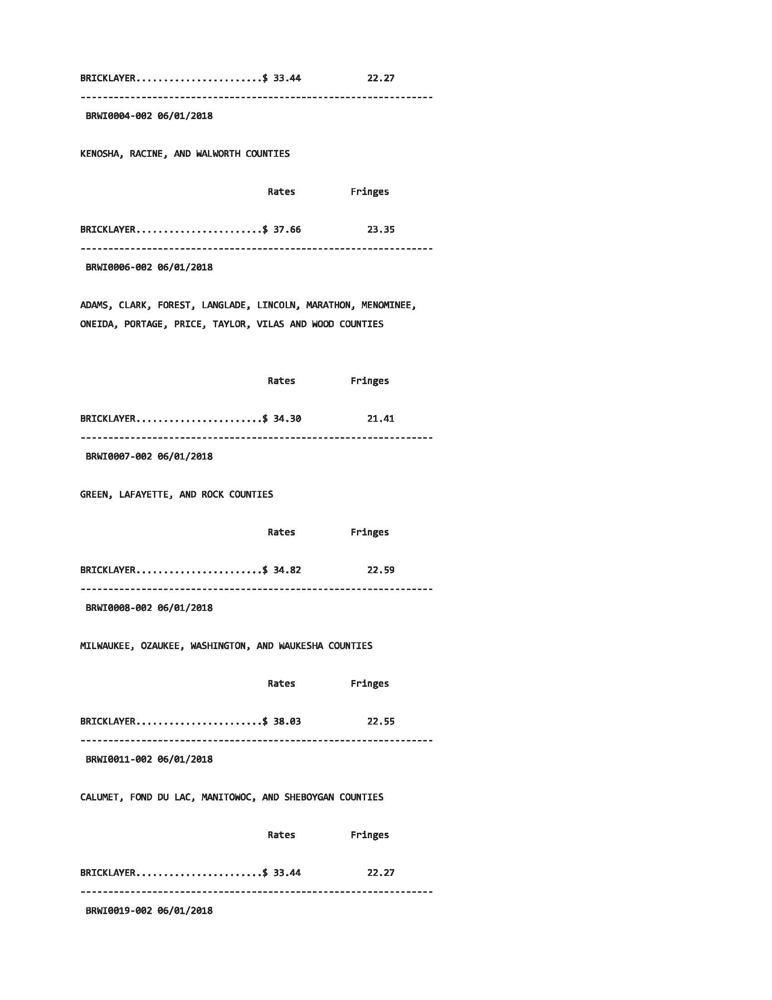 BRICKLAYER.......................$ 33.44            22.27
----------------------------------------------------------------
 BRWI0004-002 06/01/2018
KENOSHA, RACINE, AND WALWORTH COUNTIES
                                  Rates          Fringes
BRICKLAYER.......................$ 37.66            23.35
----------------------------------------------------------------
 BRWI0006-002 06/01/2018
ADAMS, CLARK, FOREST, LANGLADE, LINCOLN, MARATHON, MENOMINEE,
ONEIDA, PORTAGE, PRICE, TAYLOR, VILAS AND WOOD COUNTIES
                                  Rates          Fringes
BRICKLAYER.......................$ 34.30            21.41
----------------------------------------------------------------
 BRWI0007-002 06/01/2018
GREEN, LAFAYETTE, AND ROCK COUNTIES
                                  Rates          Fringes
BRICKLAYER.......................$ 34.82            22.59
----------------------------------------------------------------
 BRWI0008-002 06/01/2018
MILWAUKEE, OZAUKEE, WASHINGTON, AND WAUKESHA COUNTIES
                                  Rates          Fringes
BRICKLAYER.......................$ 38.03            22.55
----------------------------------------------------------------
 BRWI0011-002 06/01/2018
CALUMET, FOND DU LAC, MANITOWOC, AND SHEBOYGAN COUNTIES
                                  Rates          Fringes
BRICKLAYER.......................$ 33.44            22.27
----------------------------------------------------------------
 BRWI0019-002 06/01/2018